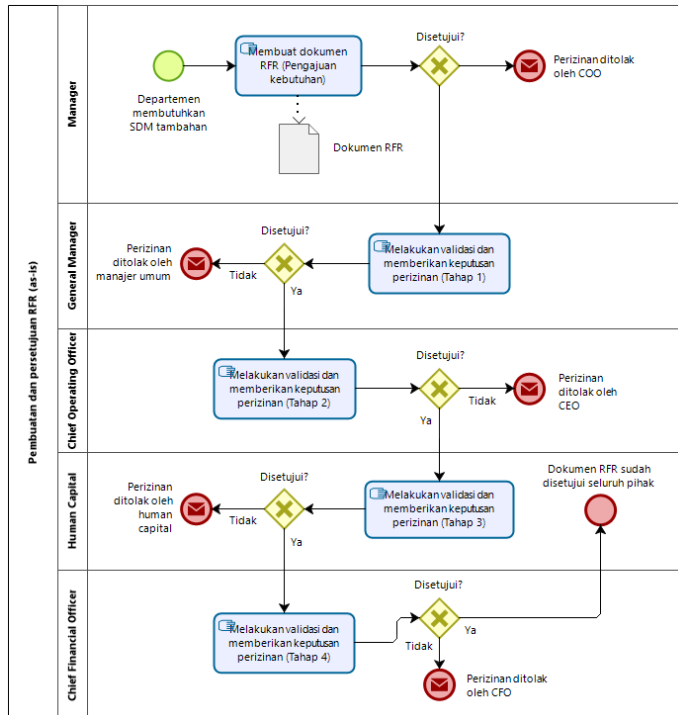 Pembuatan dan persetujuan RFR (as-is)
Manager
Departemen
membutuhkan
SDM tambahan
Membuat dokumen
RFR (Pengajuan
kebutuhan)
Dokumen RFR
Disetujui?
Perizinan ditolak
oleh COO
General Manager
Perizinan
ditolak oleh
manajer umum
Tidak
Disetujui?
Ya
Melakukan validasi dan
memberikan keputusan
perizinan (Tahap 1)
Chief Operating Officer
Melakukan validasi dan
memberikan keputusan
perizinan (Tahap 2)
Disetujui?
Tidak
Ya
Perizinan
ditolak oleh
CEO
Human Capital
Perizinan
ditolak oleh
human
capital
Tidak
Disetujui?
Ya
Melakukan validasi dan
memberikan keputusan
perizinan (Tahap 3)
Dokumen RFR sudah
disetujui seluruh pihak
Chief Financial Officer
Melakukan validasi dan
memberikan keputusan
perizinan (Tahap 4)
Disetujui?
Ya
Tidak
Perizinan ditolak
oleh CFO